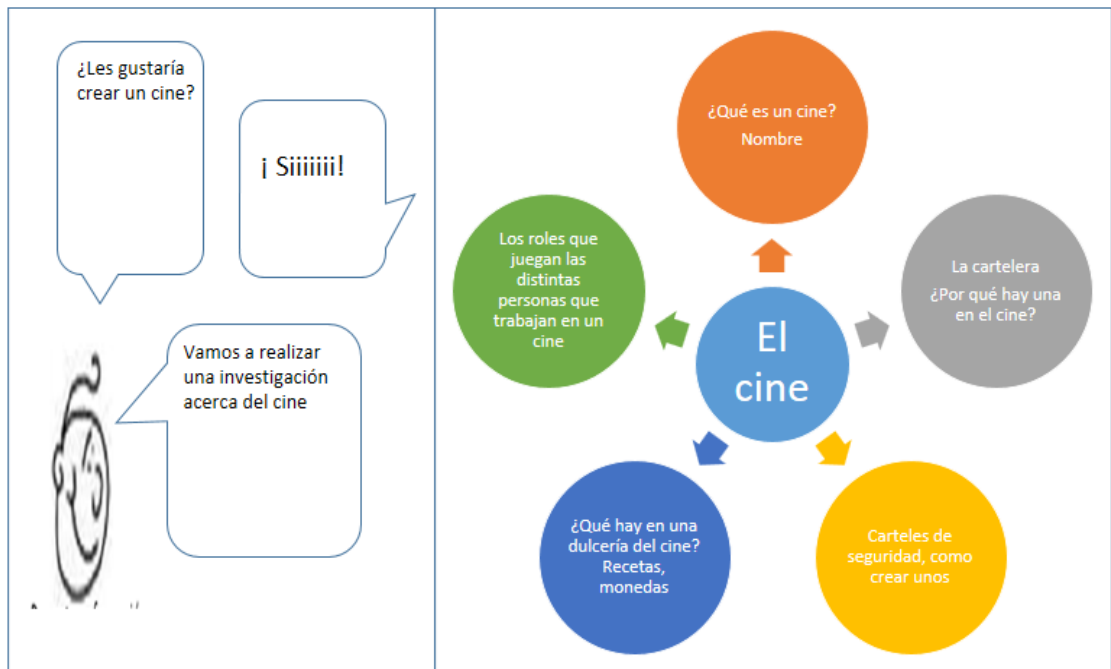 ¿Les gustaría
crear un cine?
¡ Siiiiiii!
Vamos a realizar
una investigación
acerca del cine
¿Qué es un cine?
Nombre
La cartelera
¿Por qué hay una
en el cine?
Carteles de
seguridad, como
crear unos
¿Qué hay en una
dulcería del cine?
Recetas,
monedas
Los roles que
juegan las
distintas
personas que
trabajan en un
cine
El
cine